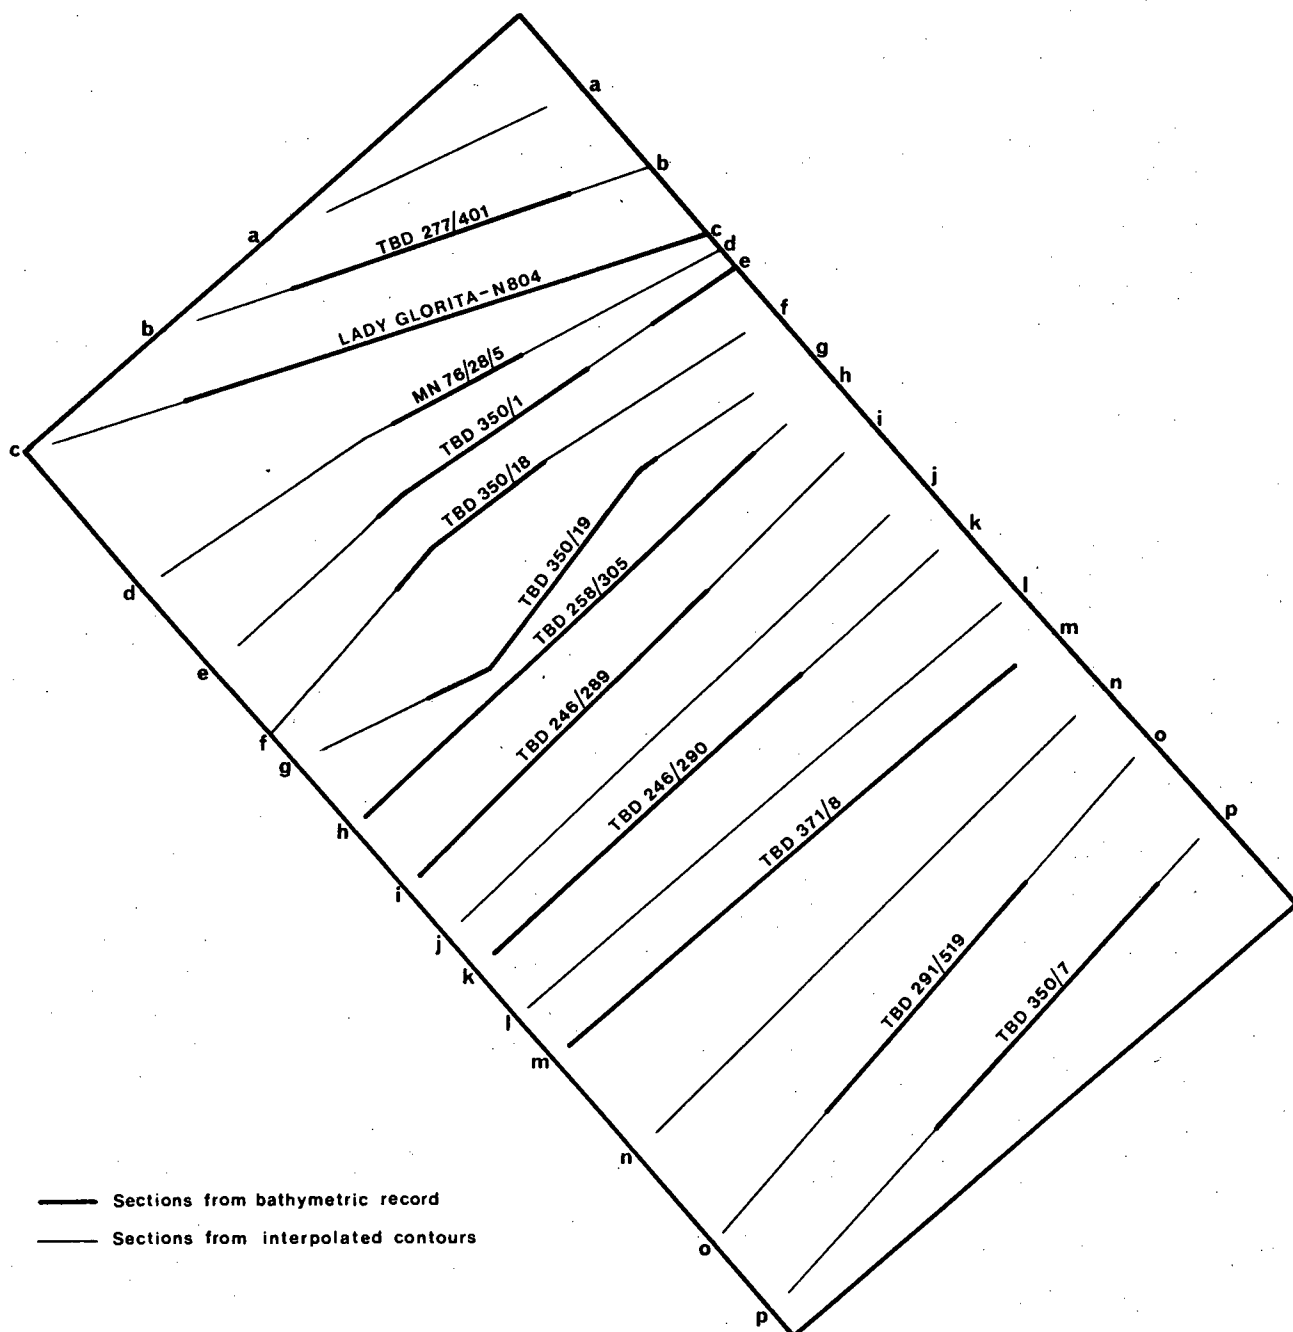 a
b
a
TBD 277/401
c
d
e
LADY GLORITA-N804
b
f
g
MN 76/28/5
h
TBD 350/1
i
c
TBD 350/18
j
TBD 350/19
k
TBD 258/305
l
d
m
e
n
TBD 246/289
f
o
g
TBD 246/290
p
h
TBD 371/8
i
j
k
TBD 291/519
TBD 350/7
l
m
n
o
p
Sections from bathymetric record
Sections from interpolated contours